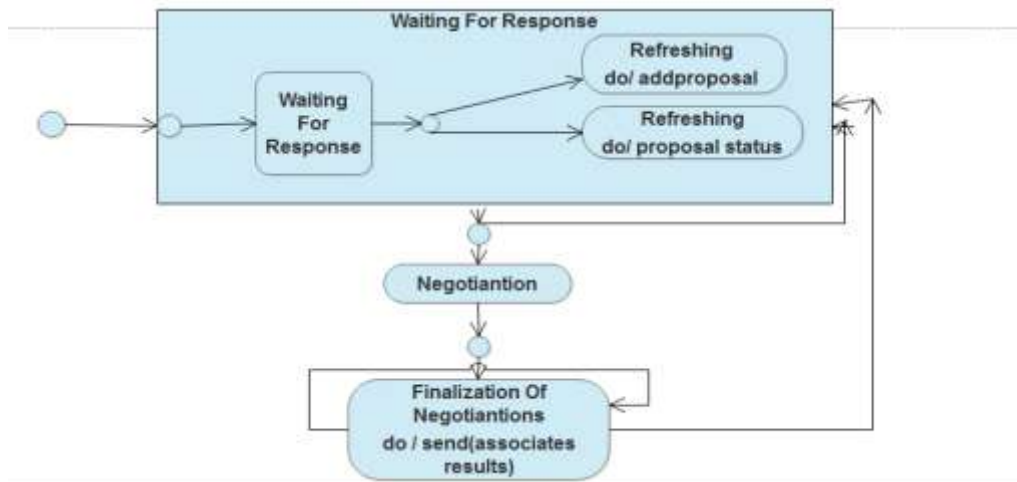 Waiting For Response
Refreshing
do/ addproposal
Waiting
For
Response
Refreshing
do/ proposal status
Negotiantion
Finalization Of
Negotiantions
do / send(associates
results)